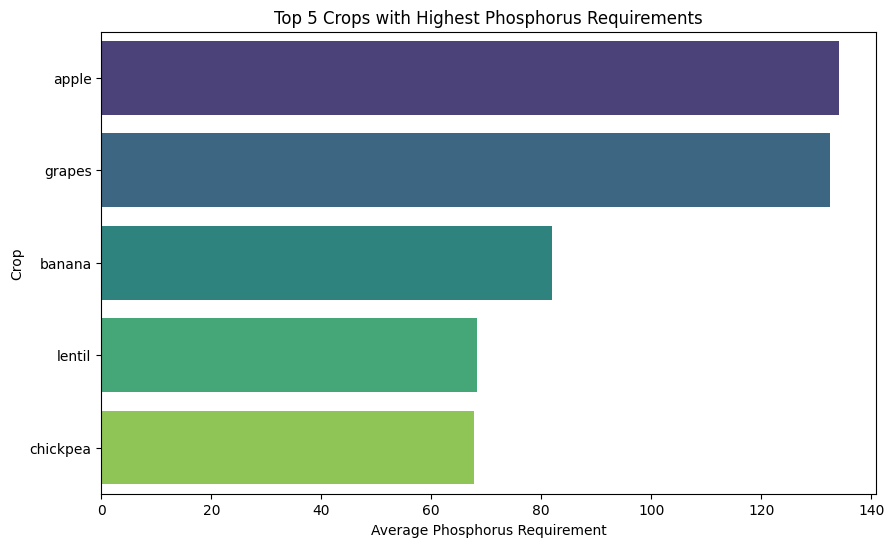 Top 5 Crops with Highest Phosphorus Requirements
apple
grapes
banana
lentil
chickpea
Crop
0 20 40 60 80 100 120 140
Average Phosphorus Requirement